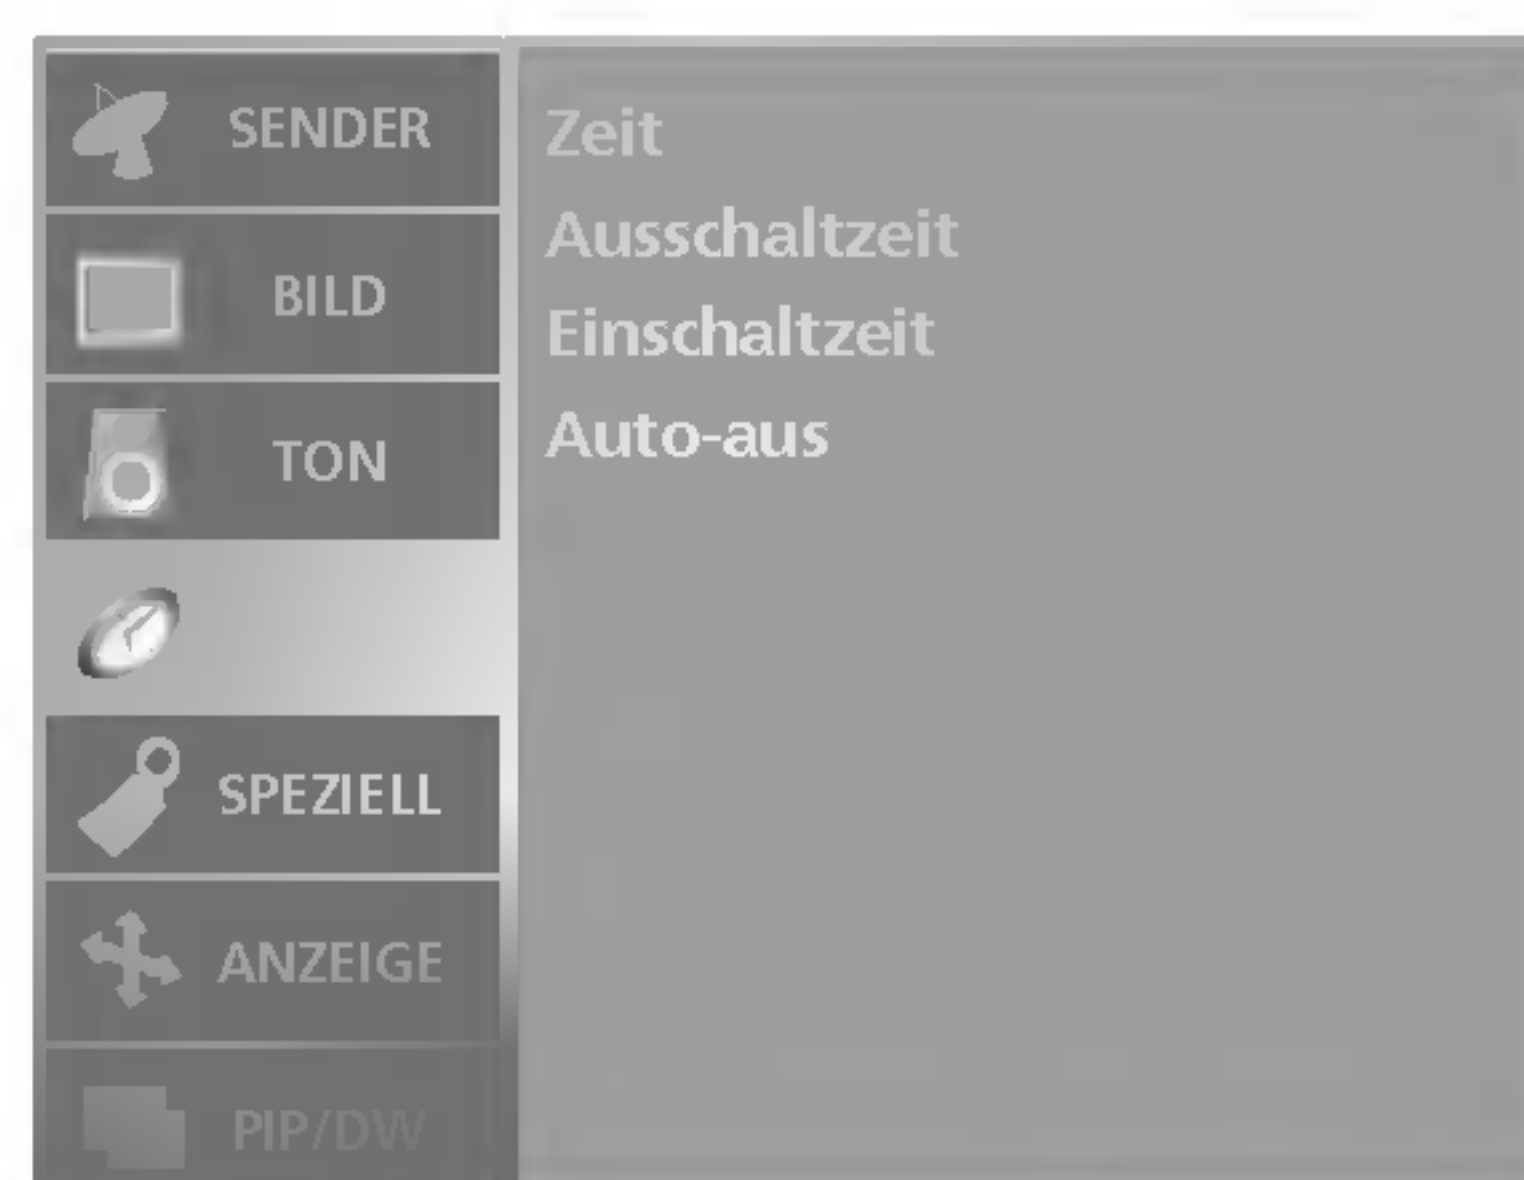 SENDER
BILD
TON
SPEZIELL
ANZEIGE
PIP/DW
Zeit
Ausschaltzeit
Einschaltzeit
Auto-aus